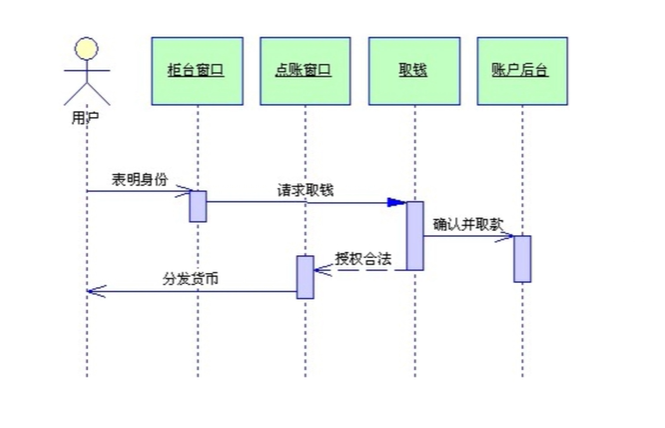 柜台窗口
点账窗口
取钱
账户后台
用户
表明身份
请求取钱
确认并取款
授权合法
分发货币